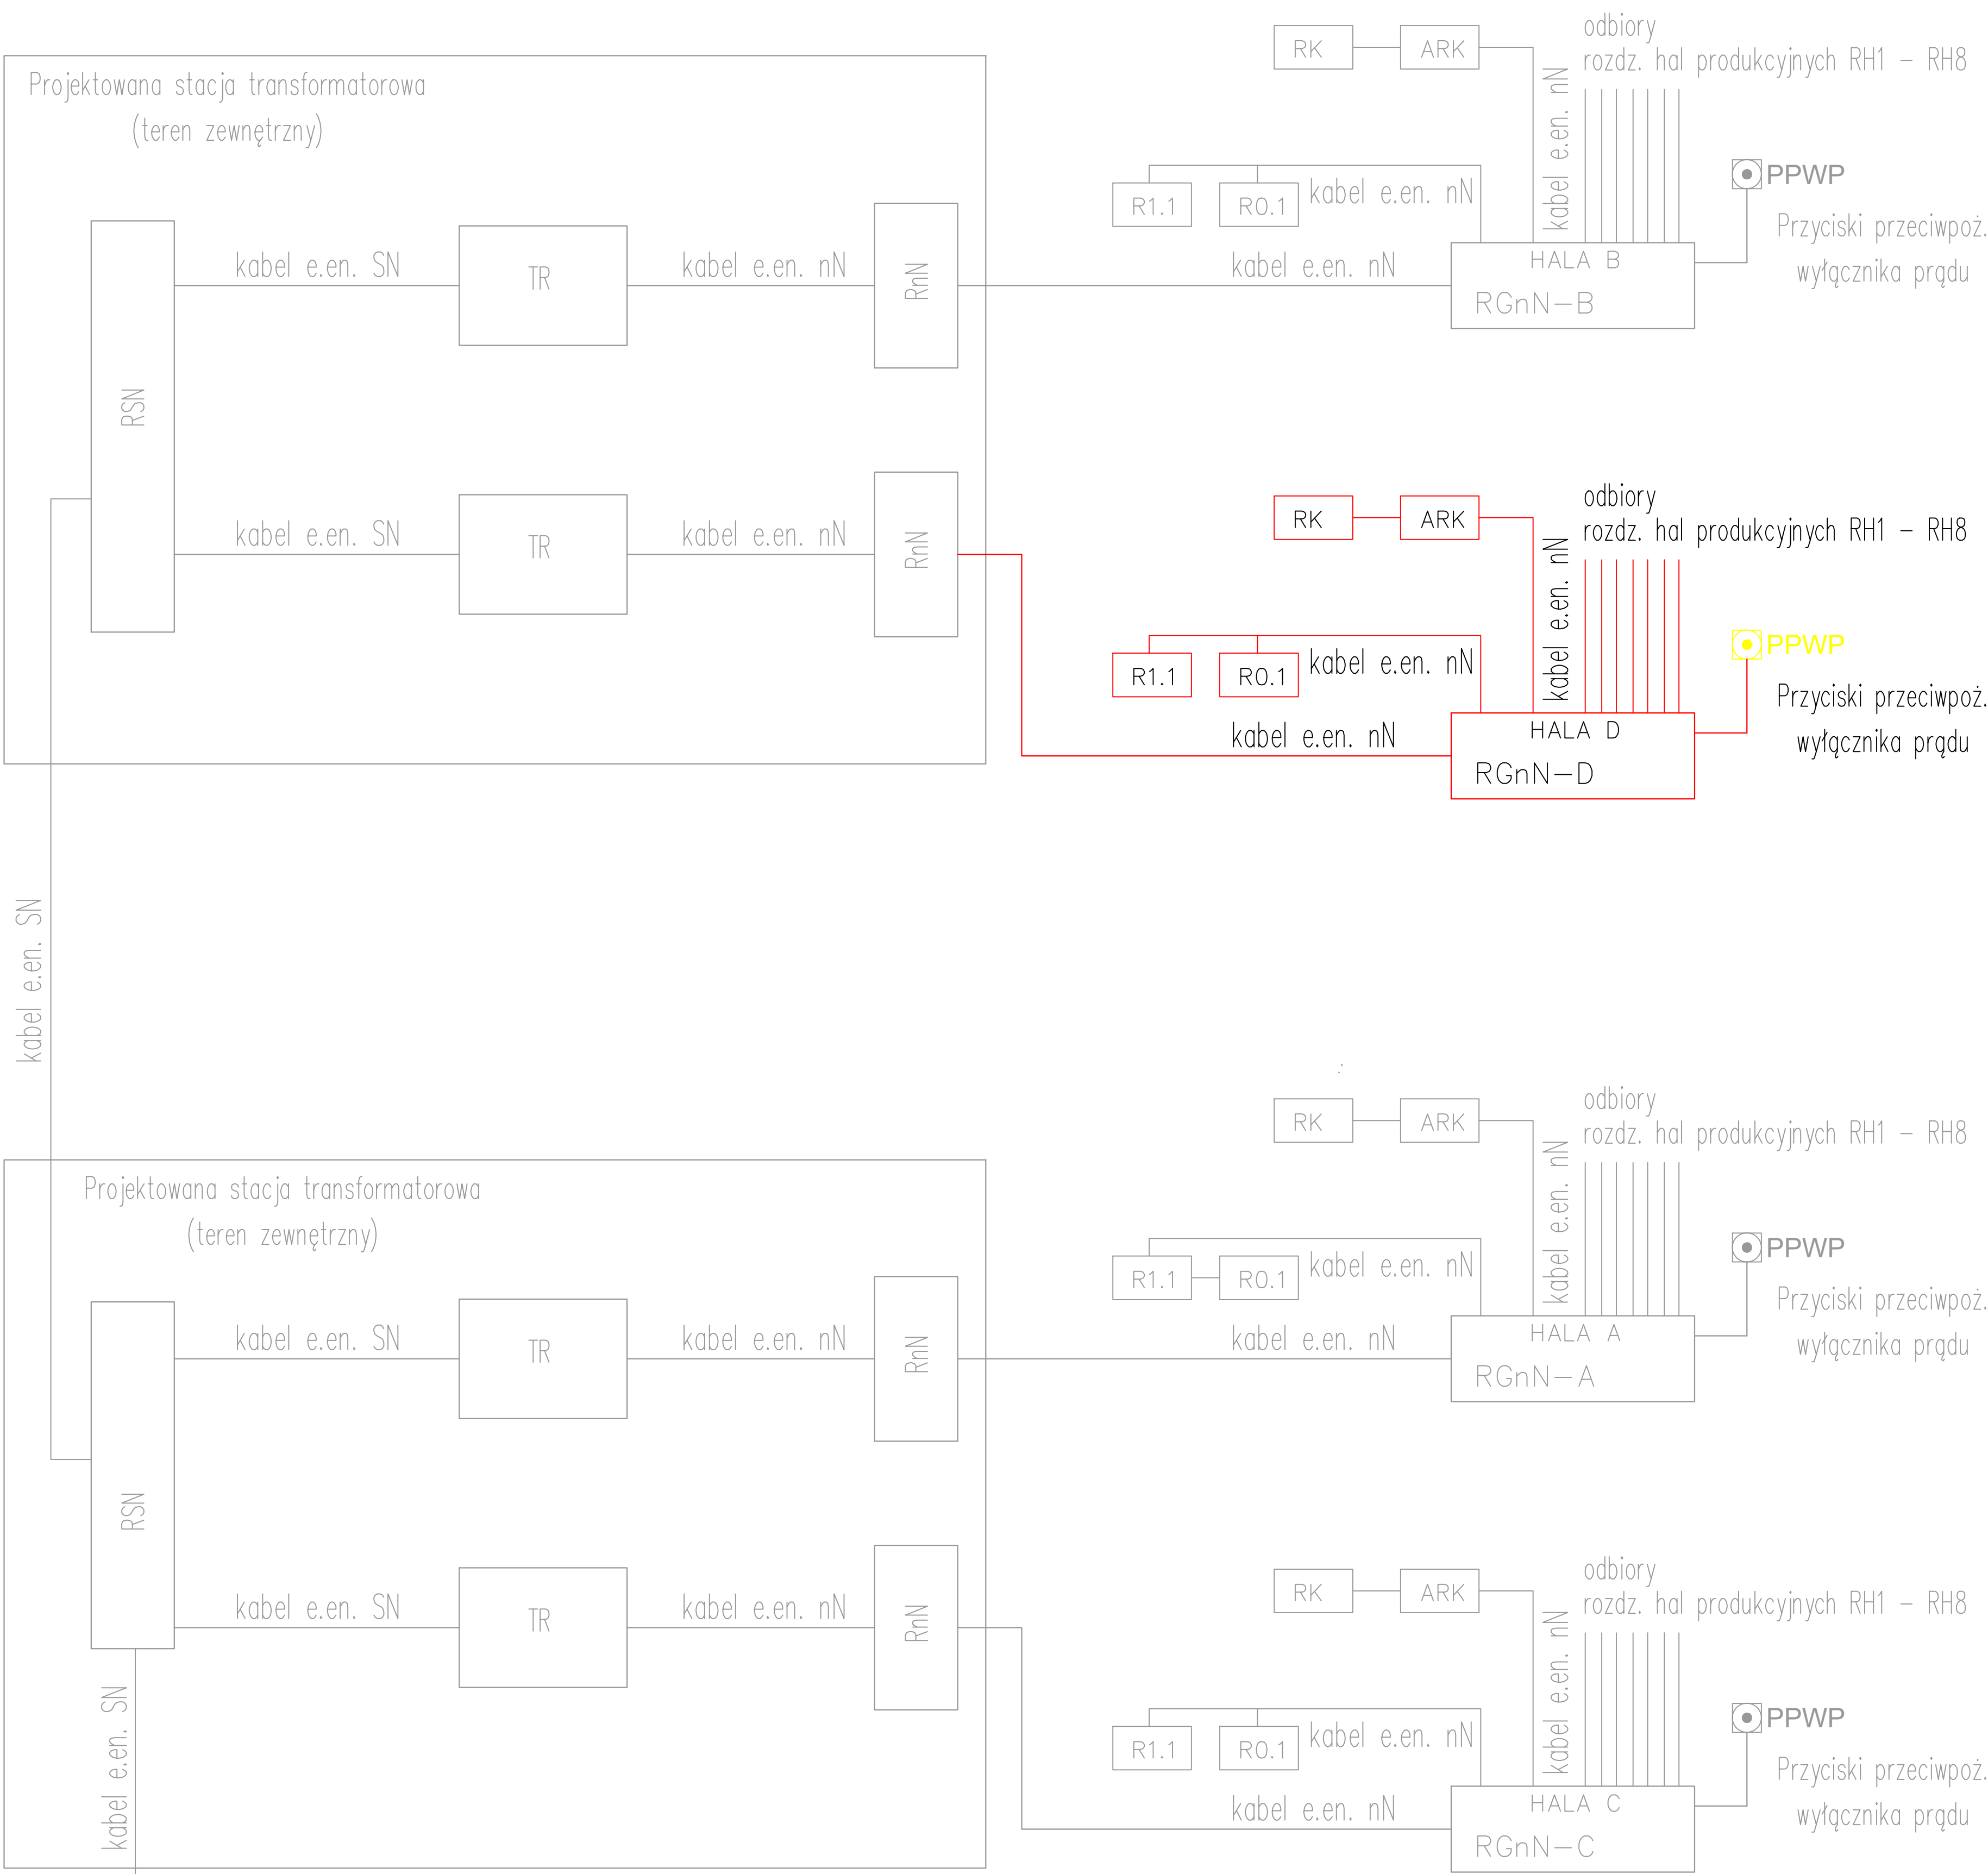 Projektowana stacja transformatorowa
(teren zewnętrzny)
RSN
kabel e.en. SN
TR
kabel e.en. nN
RnN
kabel e.en. nN
RK
ARK
kabel e.en. nN
odbiory
rozdz. hal produkcyjnych RH1 - RH8
R1.1
R0.1
kabel e.en. nN
HALA B
RGnN-B
PPWP
Przyciski przeciwpoż.
wyłącznika prądu
kabel e.en. SN
TR
kabel e.en. nN
RnN
kabel e.en. nN
RK
ARK
kabel e.en. nN
odbiory
rozdz. hal produkcyjnych RH1 - RH8
R1.1
R0.1
kabel e.en. nN
HALA D
RGnN-D
PPWP
Przyciski przeciwpoż.
wyłącznika prądu
kabel e.en. SN
Projektowana stacja transformatorowa
(teren zewnętrzny)
RSN
kabel e.en. SN
TR
kabel e.en. nN
RnN
kabel e.en. nN
RK
ARK
kabel e.en. nN
odbiory
rozdz. hal produkcyjnych RH1 - RH8
R1.1
R0.1
kabel e.en. nN
HALA A
RGnN-A
PPWP
Przyciski przeciwpoż.
wyłącznika prądu
kabel e.en. SN
TR
kabel e.en. nN
RnN
kabel e.en. nN
RK
ARK
kabel e.en. nN
odbiory
rozdz. hal produkcyjnych RH1 - RH8
R1.1
R0.1
kabel e.en. nN
HALA C
RGnN-C
PPWP
Przyciski przeciwpoż.
wyłącznika prądu
kabel e.en. SN